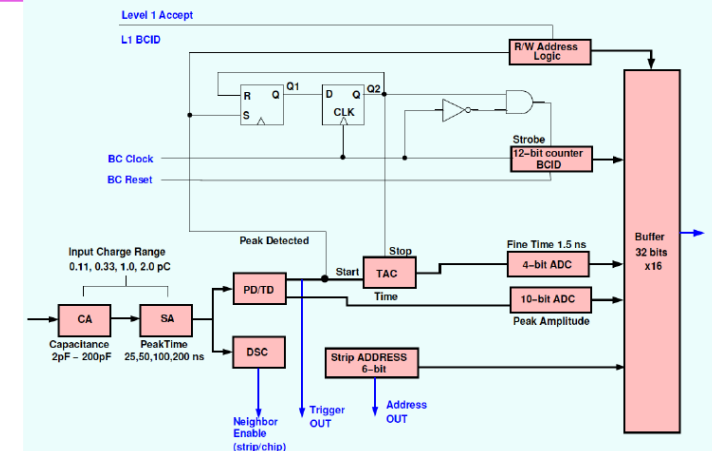 Level 1 Accept
L1 BCID
R/W Address
Logic
R Q Q1 D Q Q2
S CLK
Strobe
BC Clock
12-bit counter
BCID
BC Reset
Buffer
32 bits
x16
Peak Detected
Input Charge Range
0.11, 0.33, 1.0, 2.0 pC
Stop
Start
TAC
Time
Fine Time 1.5 ns
4-bit ADC
PD/TD
10-bit ADC
Peak Amplitude
CA
SA
Capacitance
2pF - 200pF
PeakTime
25,50,100,200 ns
DSC
Strip ADDRESS
6-bit
Neighbor
Enable
(strip/chip)
Trigger
OUT
Address
OUT